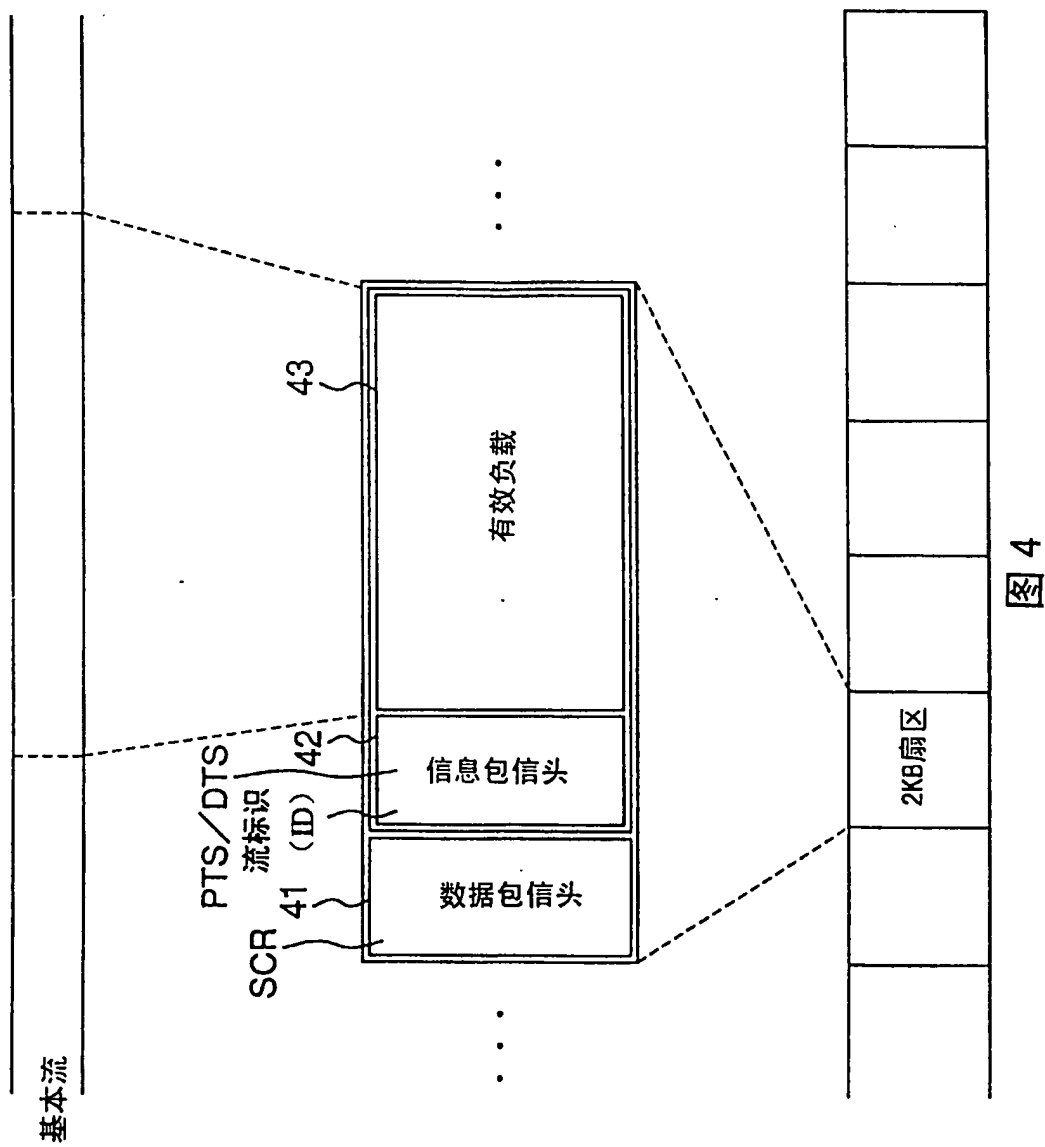 基本流
PTS/DTS
流标识
(ID)
SCR
41
42
43
数据包信头
信息包信头
有效负载
2KB扇区
图 4